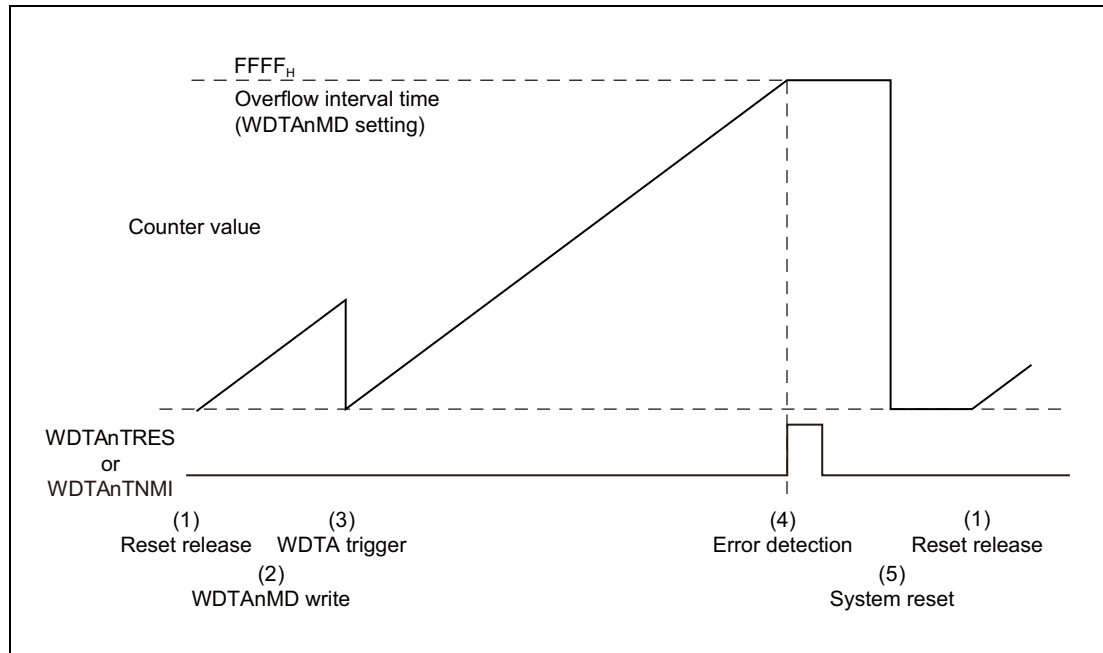 FFFFH
Overflow interval time
(WDTAnMD setting)
Counter value
WDTAnTRES
or
WDTAnTNMI
(1)
Reset release
(2)
WDTAnMD write
(3)
WDTA trigger
(4)
Error detection
(5)
System reset
(1)
Reset release